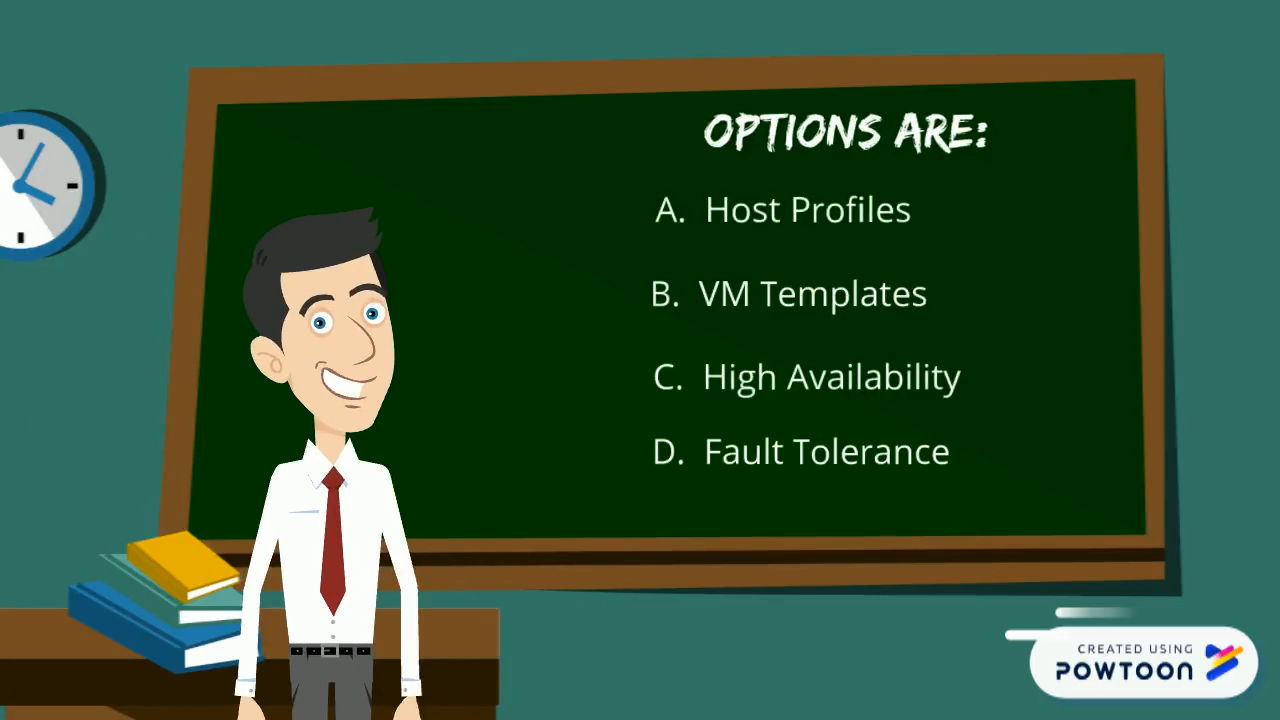 OPTIONS ARE:
A. Host Profiles
B. VM Templates
C. High Availability
D. Fault Tolerance
CREATED USING
POWTOON